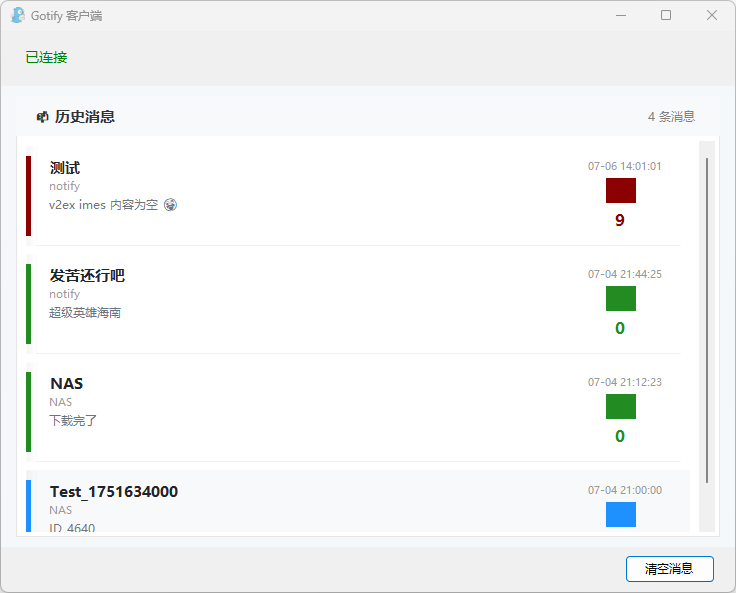 Gotify 客户端
已连接
历史消息
4 条消息
测试
07-06 14:01:01
notify
v2ex imes 内容为空
9
发苦还行吧
07-04 21:44:25
notify
超级英雄海南
0
NAS
07-04 21:12:23
NAS
下载完了
0
Test_1751634000
07-04 21:00:00
NAS
ID 4640
清空消息